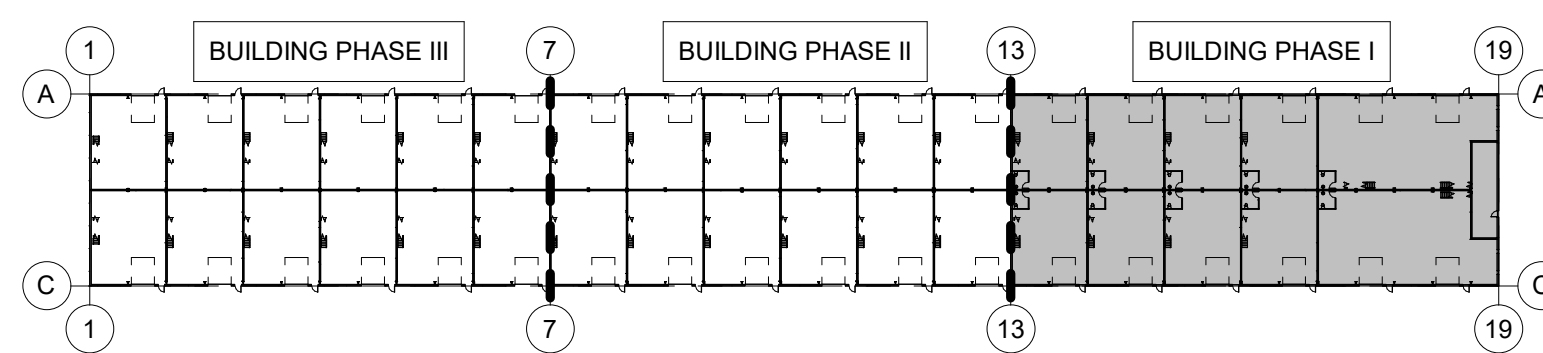 1 BUILDING PHASE III 7 BUILDING PHASE II 13 BUILDING PHASE I 19
A A
C C
1 7 13 19